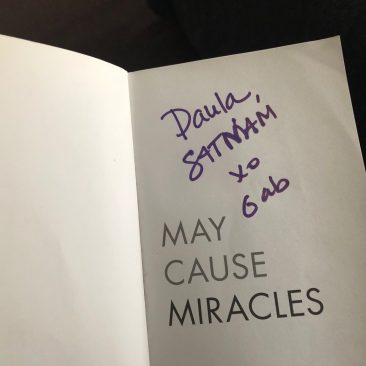 Paula,
SATNAM
xo
Gab
MAY
CAUSE
MIRACLES